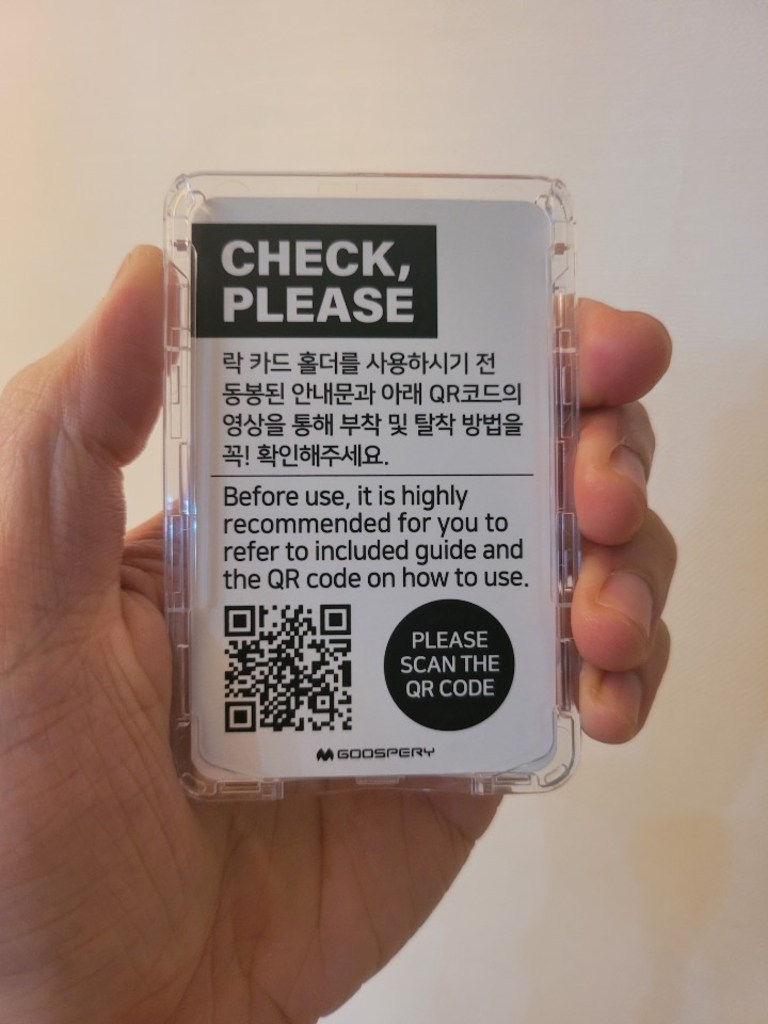 CHECK,
PLEASE
락 카드 홀더를 사용하시기 전
동봉된 안내문과 아래 QR코드의
영상을 통해 부착 및 탈착 방법을
꼭! 확인해주세요.
Before use, it is highly
recommended for you to
refer to included guide and
the QR code on how to use.
PLEASE
SCAN THE
QR CODE
GOOSPERY